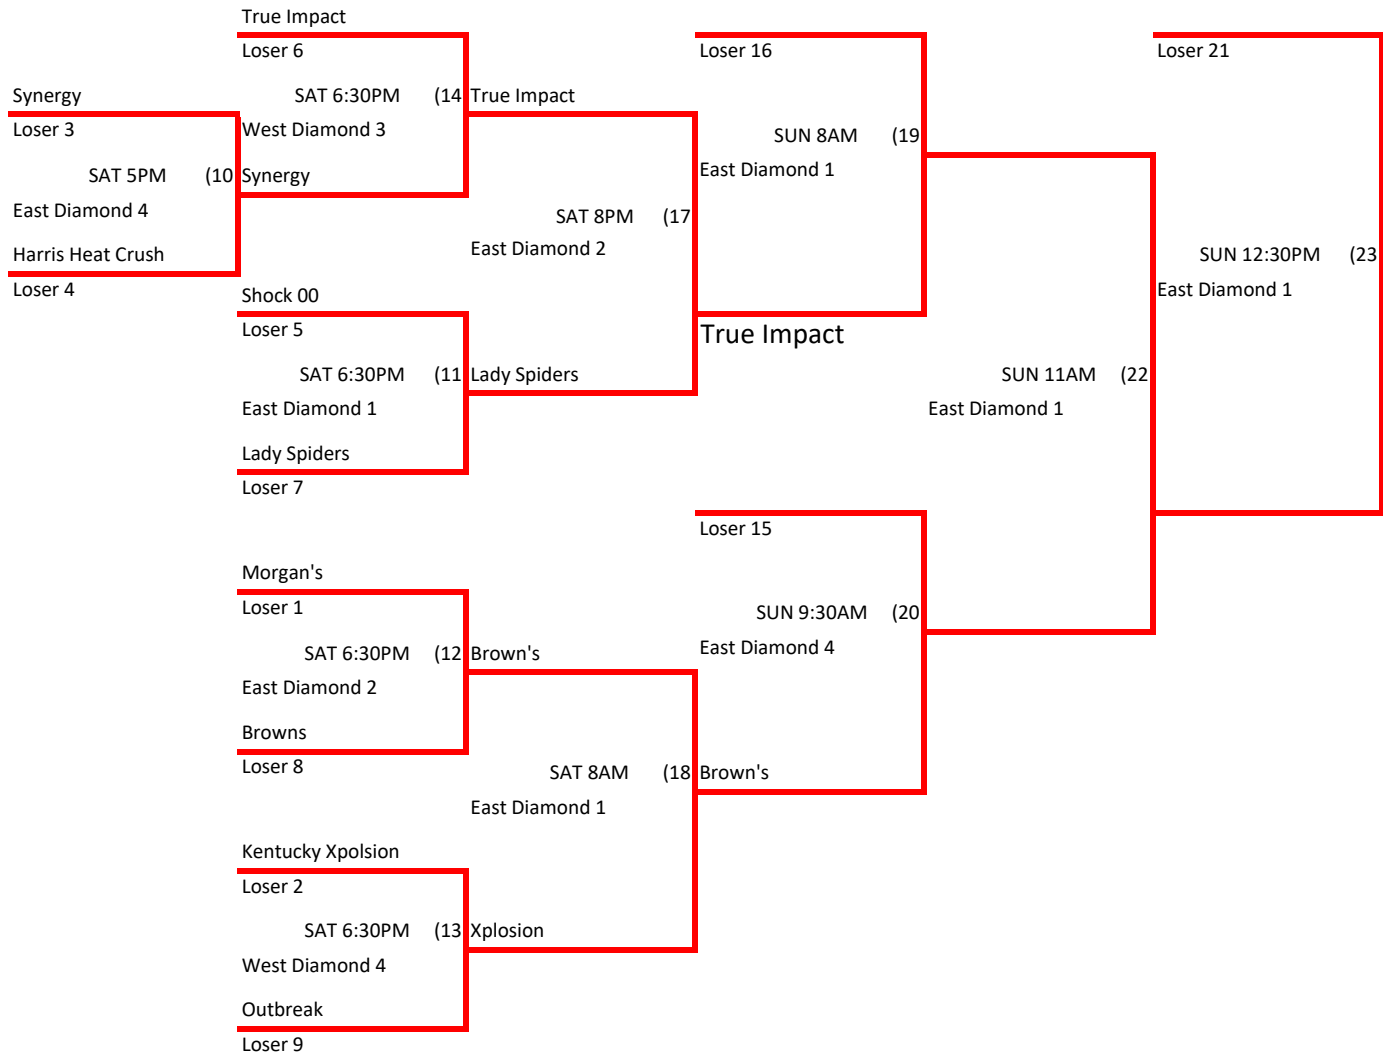 True Impact
Loser 6
Loser 16
Loser 21
Synergy
SAT 6:30PM (14 True Impact
Loser 3
West Diamond 3
SUN 8AM (19
East Diamond 1
SAT 5PM (10 Synergy
East Diamond 4
SAT 8PM (17
East Diamond 2
Harris Heat Crush
SUN 12:30PM (23
Loser 4
East Diamond 1
Shock 00
Loser 5
True Impact
SAT 6:30PM (11 Lady Spiders
SUN 11AM (22
East Diamond 1
East Diamond 1
Lady Spiders
Loser 7
Loser 15
Morgan's
Loser 1
SUN 9:30AM (20
SAT 6:30PM (12 Brown's
East Diamond 4
East Diamond 2
Browns
Loser 8
SAT 8AM (18 Brown's
East Diamond 1
Kentucky Xpolsion
Loser 2
SAT 6:30PM (13 Xplosion
West Diamond 4
Outbreak
Loser 9